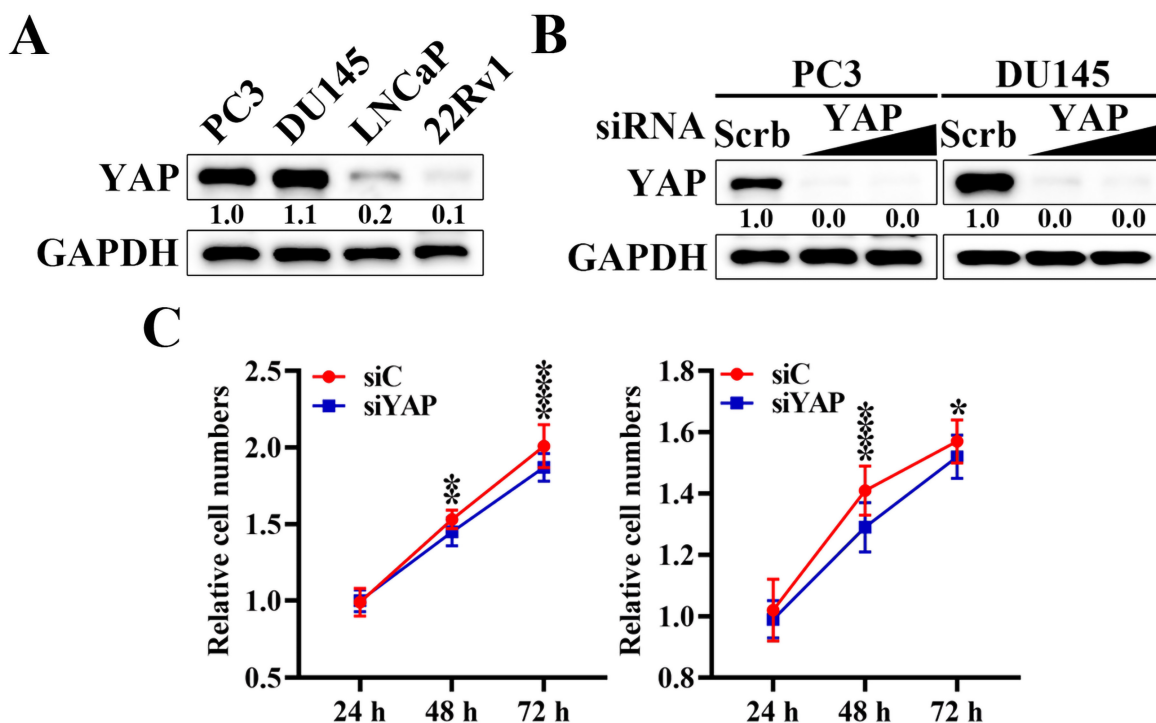 A
PC3 DU145 LNCaP 22Rv1
YAP
1.0 1.1 0.2 0.1
GAPDH
B
PC3 DU145
siRNA Scrb YAP Scrb YAP
YAP
1.0 0.0 0.0 1.0 0.0 0.0
GAPDH
C
Relative cell numbers
2.5
2.0
1.5
1.0
0.5
siC
siYAP
**
****
24 h 48 h 72 h
Relative cell numbers
1.8
1.6
1.4
1.2
1.0
0.8
siC
siYAP
****
*
24 h 48 h 72 h